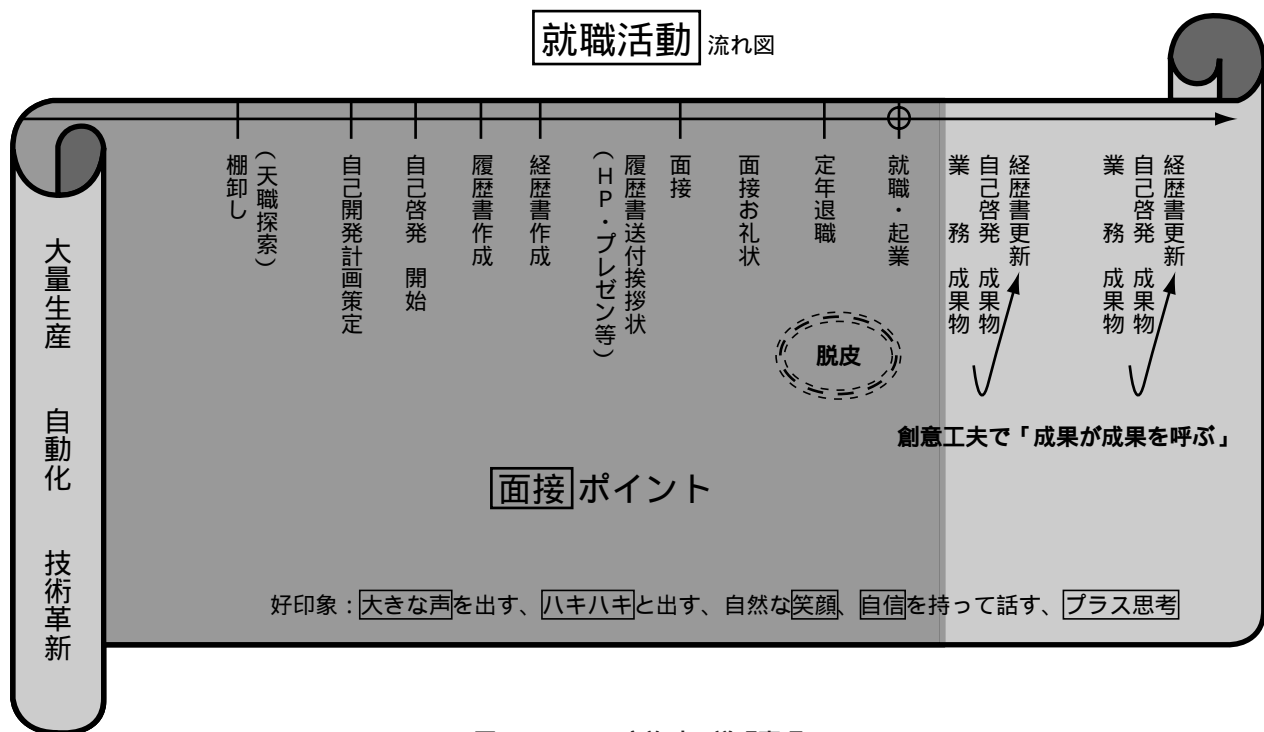 就職活動 流れ図
大量生産　自動化　技術革新
棚卸し
(天職探索)
自己開発計画策定
自己啓発　開始
履歴書作成
経歴書作成
履歴書送付挨拶状
(HP・プレゼン等)
面接
面接お礼状
定年退職
就職・起業
経歴書更新
自己啓発　成果物
業　務　成果物
経歴書更新
自己啓発　成果物
業　務　成果物
脱皮
創意工夫で「成果が成果を呼ぶ」
面接ポイント
好印象：大きな声を出す、ハキハキと出す、自然な笑顔、自信を持って話す、プラス思考